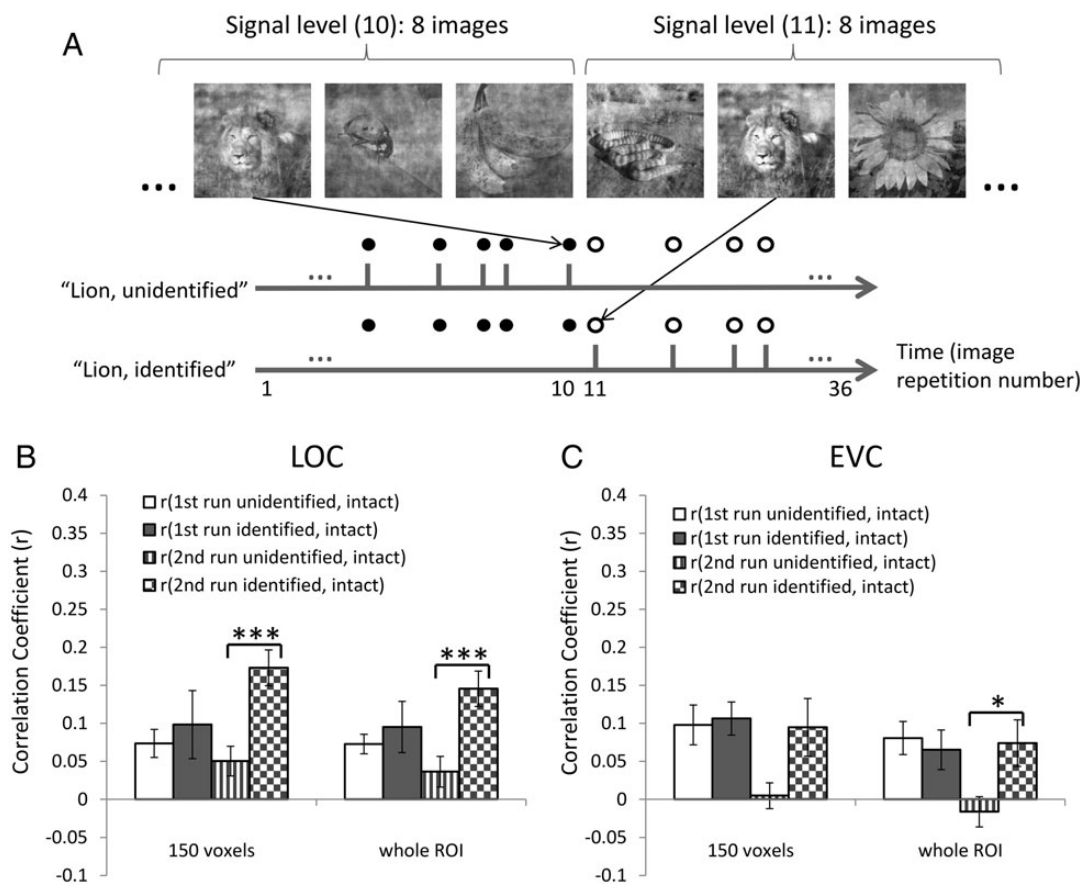 A
Signal level (10): 8 images
Signal level (11): 8 images
...
...
...
...
"Lion, unidentified"
...
...
"Lion, identified"
1
10 11
36
Time (image
repetition number)
B
LOC
Correlation Coefficient (r)
0.4
0.35
0.3
0.25
0.2
0.15
0.1
0.05
0
-0.05
-0.1
r(1st run unidentified, intact)
r(1st run identified, intact)
r(2nd run unidentified, intact)
r(2nd run identified, intact)
***
***
150 voxels
whole ROI
C
EVC
Correlation Coefficient (r)
0.4
0.35
0.3
0.25
0.2
0.15
0.1
0.05
0
-0.05
-0.1
r(1st run unidentified, intact)
r(1st run identified, intact)
r(2nd run unidentified, intact)
r(2nd run identified, intact)
*
150 voxels
whole ROI